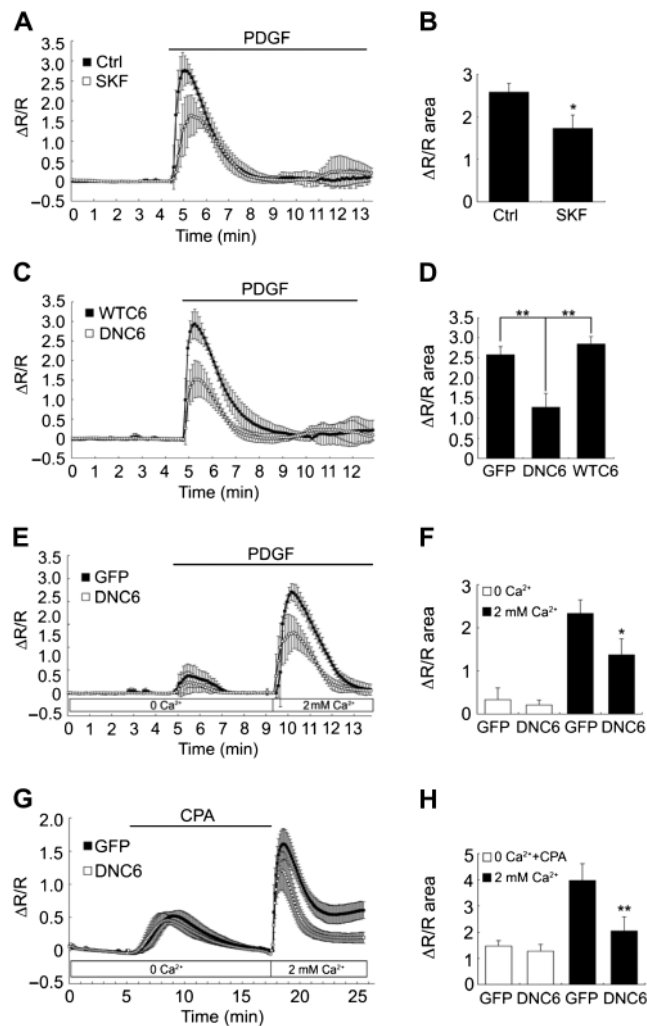 A
PDGF
Ctrl
SKF
ΔR/R
3.5
3.0
2.5
2.0
1.5
1.0
0.5
0
−0.5
0 1 2 3 4 5 6 7 8 9 10 11 12 13
Time (min)
B
ΔR/R area
3
2
1
0
*
Ctrl SKF
C
PDGF
WTC6
DNC6
ΔR/R
3.5
3.0
2.5
2.0
1.5
1.0
0.5
0
−0.5
0 1 2 3 4 5 6 7 8 9 10 11 12
Time (min)
D
ΔR/R area
3.5
3.0
2.5
2.0
1.5
1.0
0.5
0
** **
GFP DNC6 WTC6
E
PDGF
GFP
DNC6
ΔR/R
3.5
3.0
2.5
2.0
1.5
1.0
0.5
0
−0.5
0 Ca²⁺ 2 mM Ca²⁺
0 1 2 3 4 5 6 7 8 9 10 11 12 13
Time (min)
F
0 Ca²⁺
2 mM Ca²⁺
ΔR/R area
3
2
1
0
*
GFP DNC6 GFP DNC6
G
CPA
GFP
DNC6
ΔR/R
2.0
1.5
1.0
0.5
0
−0.5
0 Ca²⁺ 2 mM Ca²⁺
0 5 10 15 20 25
Time (min)
H
0 Ca²⁺+CPA
2 mM Ca²⁺
ΔR/R area
5
4
3
2
1
0
**
GFP DNC6 GFP DNC6